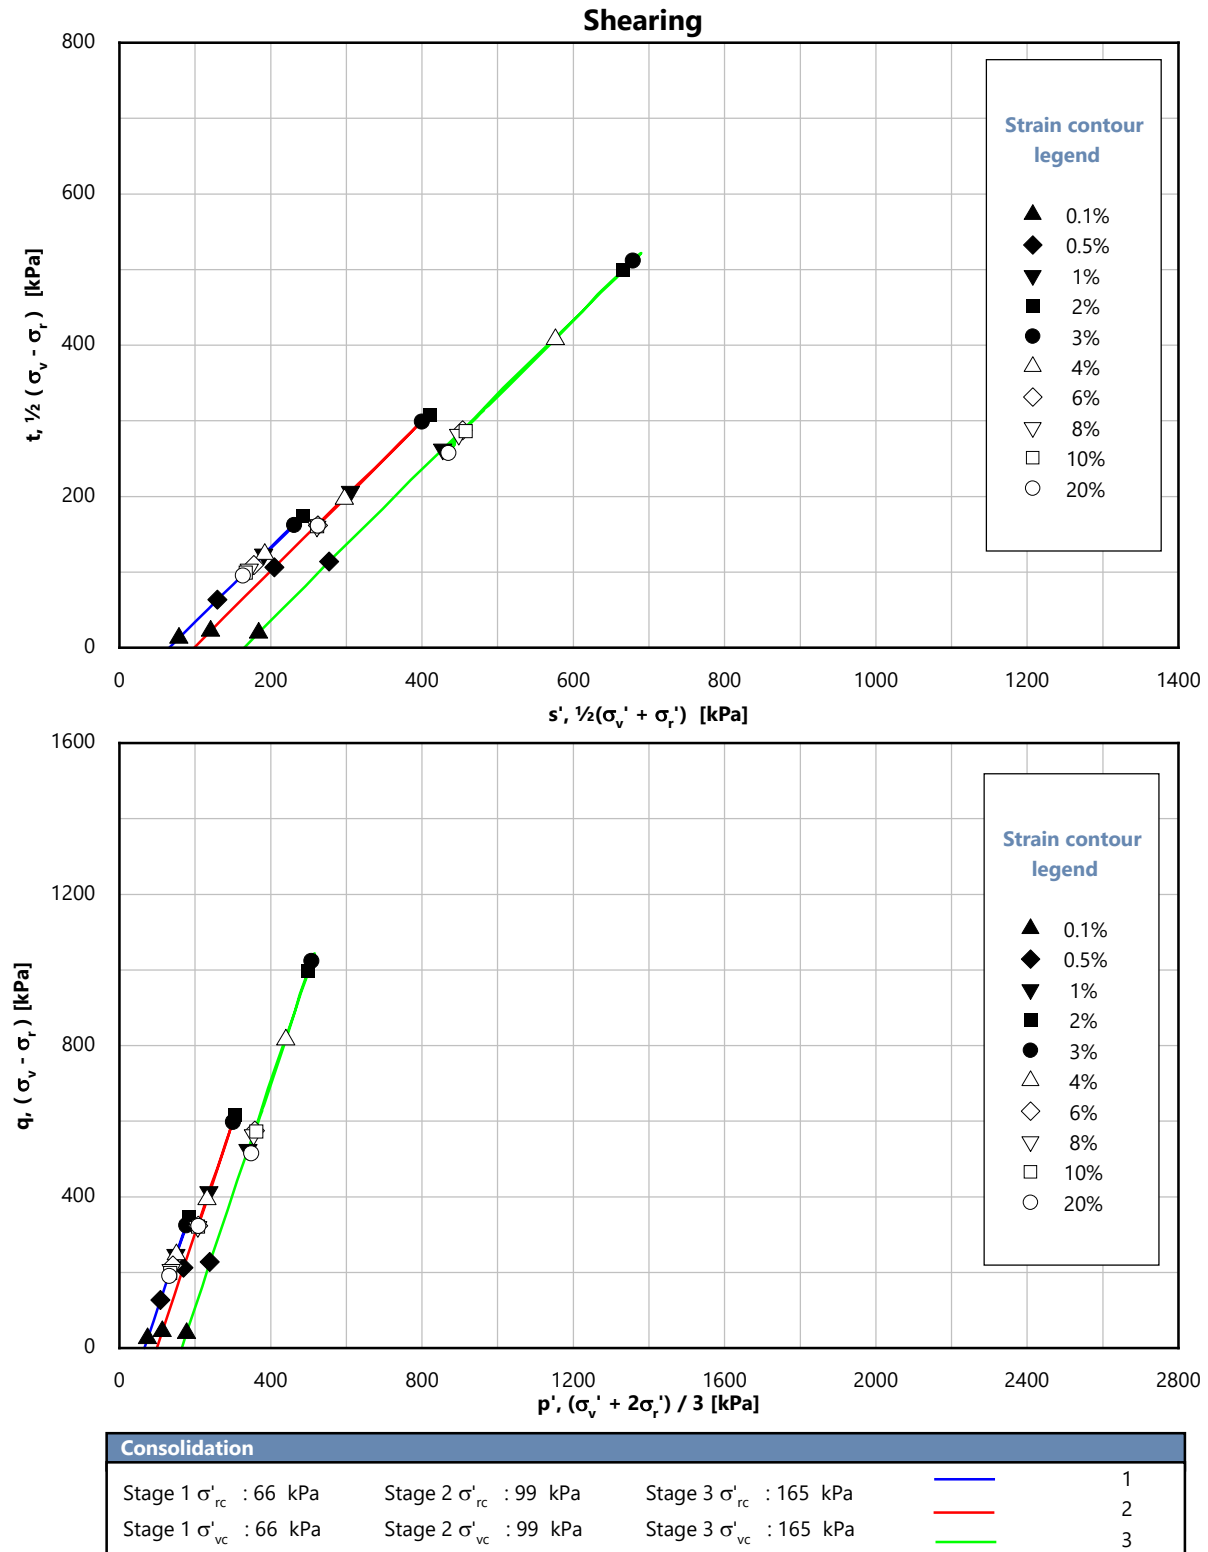 Shearing
800
600
400
200
0
t, ½ ( σv - σr ) [kPa]
0 200 400 600 800 1000 1200 1400
s', ½(σv' + σr') [kPa]
Strain contour
legend
0.1%
0.5%
1%
2%
3%
4%
6%
8%
10%
20%
1600
1200
800
400
0
q, ( σv - σr ) [kPa]
0 400 800 1200 1600 2000 2400 2800
p', (σv' + 2σr') / 3 [kPa]
Strain contour
legend
0.1%
0.5%
1%
2%
3%
4%
6%
8%
10%
20%
Consolidation
Stage 1 σ'rc : 66 kPa Stage 2 σ'rc : 99 kPa Stage 3 σ'rc : 165 kPa 1
2
Stage 1 σ'vc : 66 kPa Stage 2 σ'vc : 99 kPa Stage 3 σ'vc : 165 kPa
3